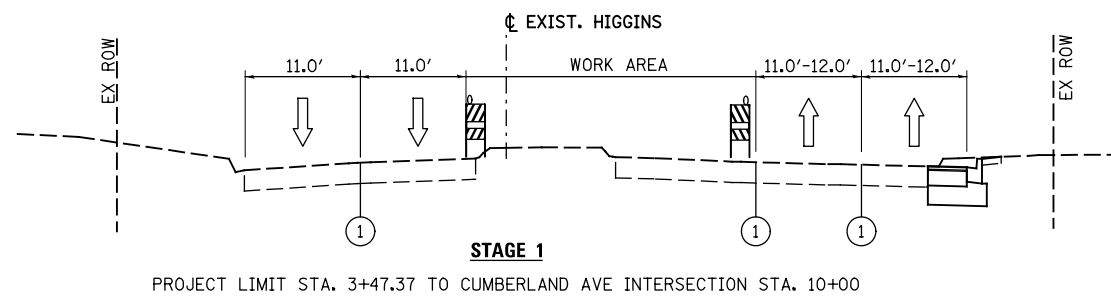 ℄ EXIST. HIGGINS
EX ROW
11.0' 11.0' WORK AREA 11.0'-12.0' 11.0'-12.0'
EX ROW
1 1 1
STAGE 1
PROJECT LIMIT STA. 3+47.37 TO CUMBERLAND AVE INTERSECTION STA. 10+00